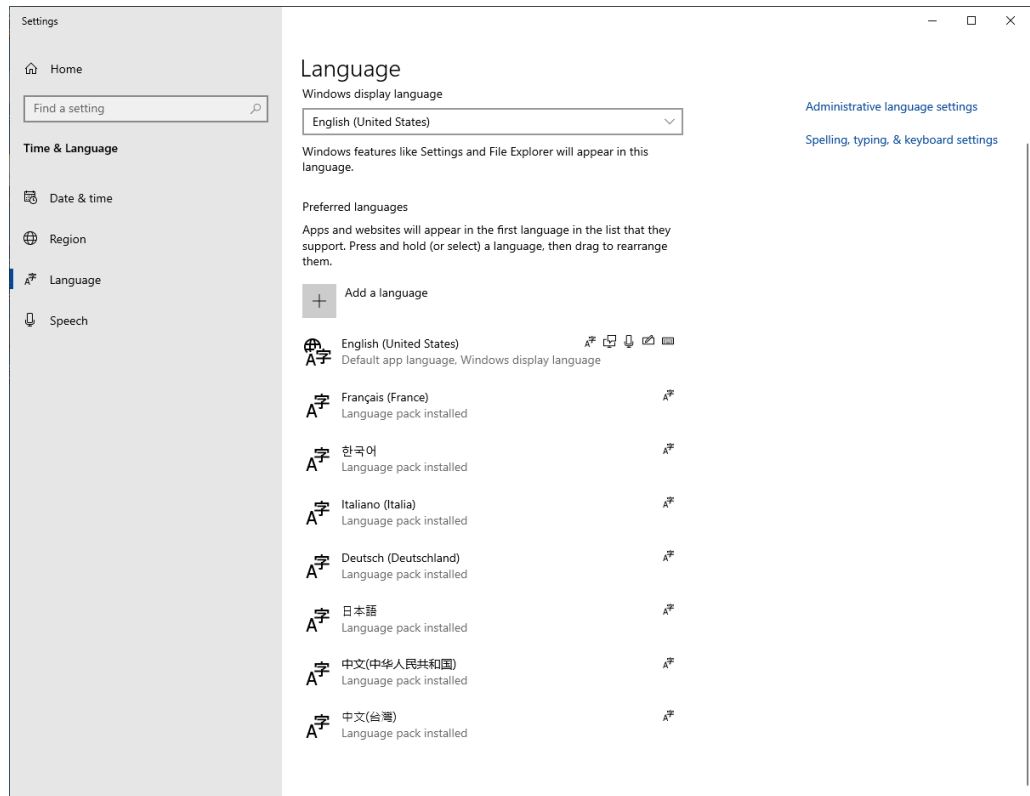 Settings
Home
Find a setting
Time & Language
Date & time
Region
Language
Speech
Language
Windows display language
English (United States)
Windows features like Settings and File Explorer will appear in this
language.
Preferred languages
Apps and websites will appear in the first language in the list that they
support. Press and hold (or select) a language, then drag to rearrange
them.
Add a language
English (United States)
Default app language, Windows display language
Français (France)
Language pack installed
한국어
Language pack installed
Italiano (Italia)
Language pack installed
Deutsch (Deutschland)
Language pack installed
日本語
Language pack installed
中文(中华人民共和国)
Language pack installed
中文(台灣)
Language pack installed
Administrative language settings
Spelling, typing, & keyboard settings